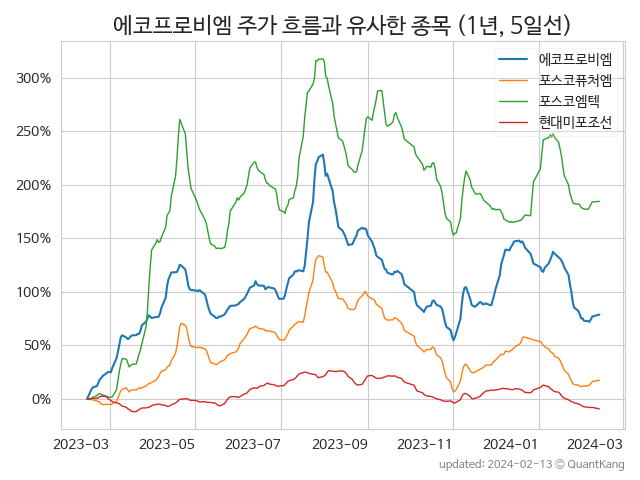 에코프로비엠 주가 흐름과 유사한 종목 (1년, 5일선)
에코프로비엠
포스코퓨처엠
포스코엠텍
현대미포조선
300%
250%
200%
150%
100%
50%
0%
2023-03
2023-05
2023-07
2023-09
2023-11
2024-01
2024-03
updated: 2024-02-13 © QuantKang